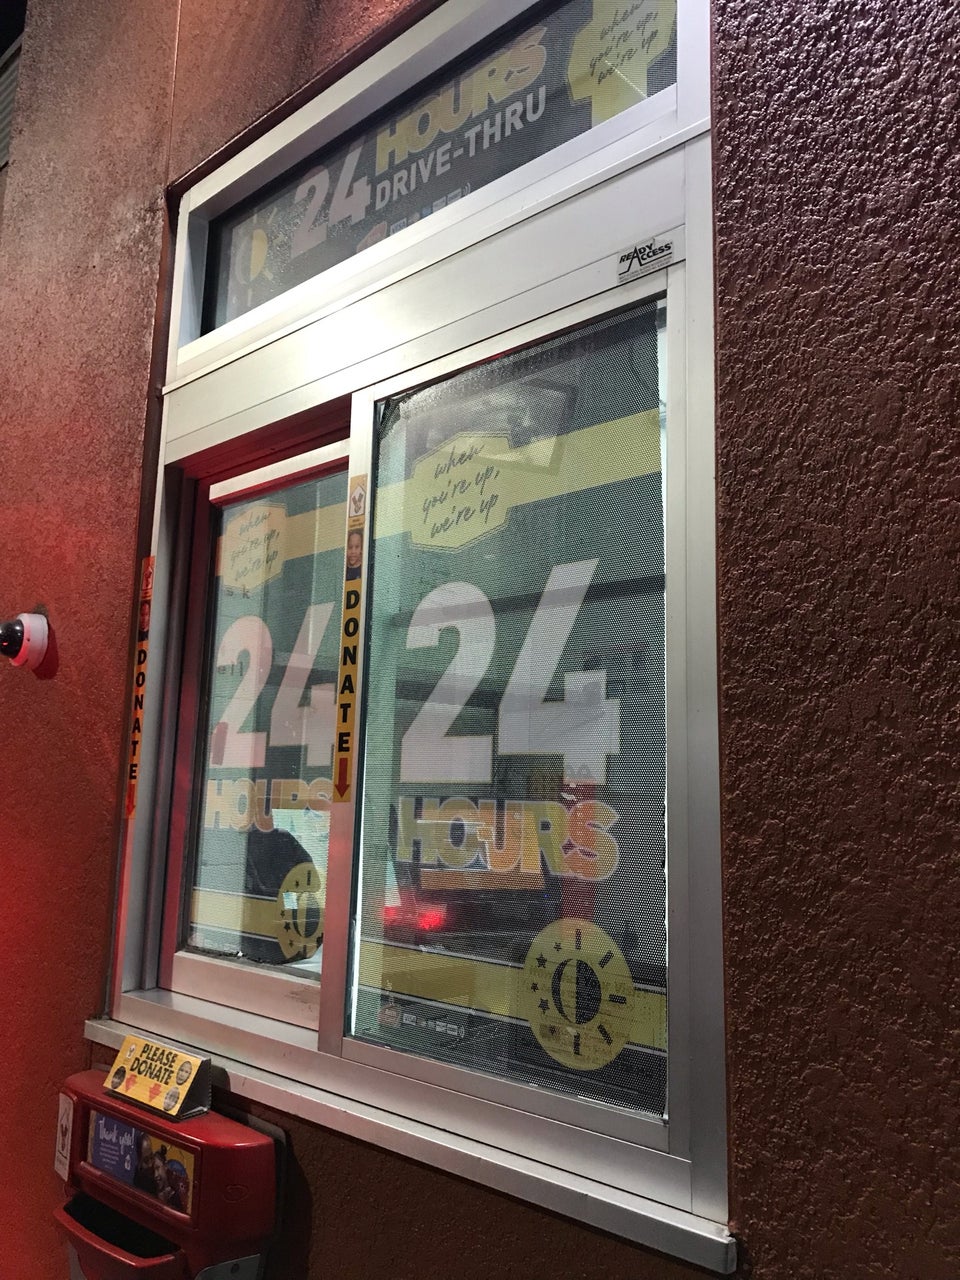 when
you're up,
we're up
24 HOURS
DRIVE-THRU
READY
ACCESS
when
you're up,
we're up
24
HOURS
when
you're up,
we're up
24
HOURS
DONATE
DONATE
PLEASE
DONATE
Thank you!